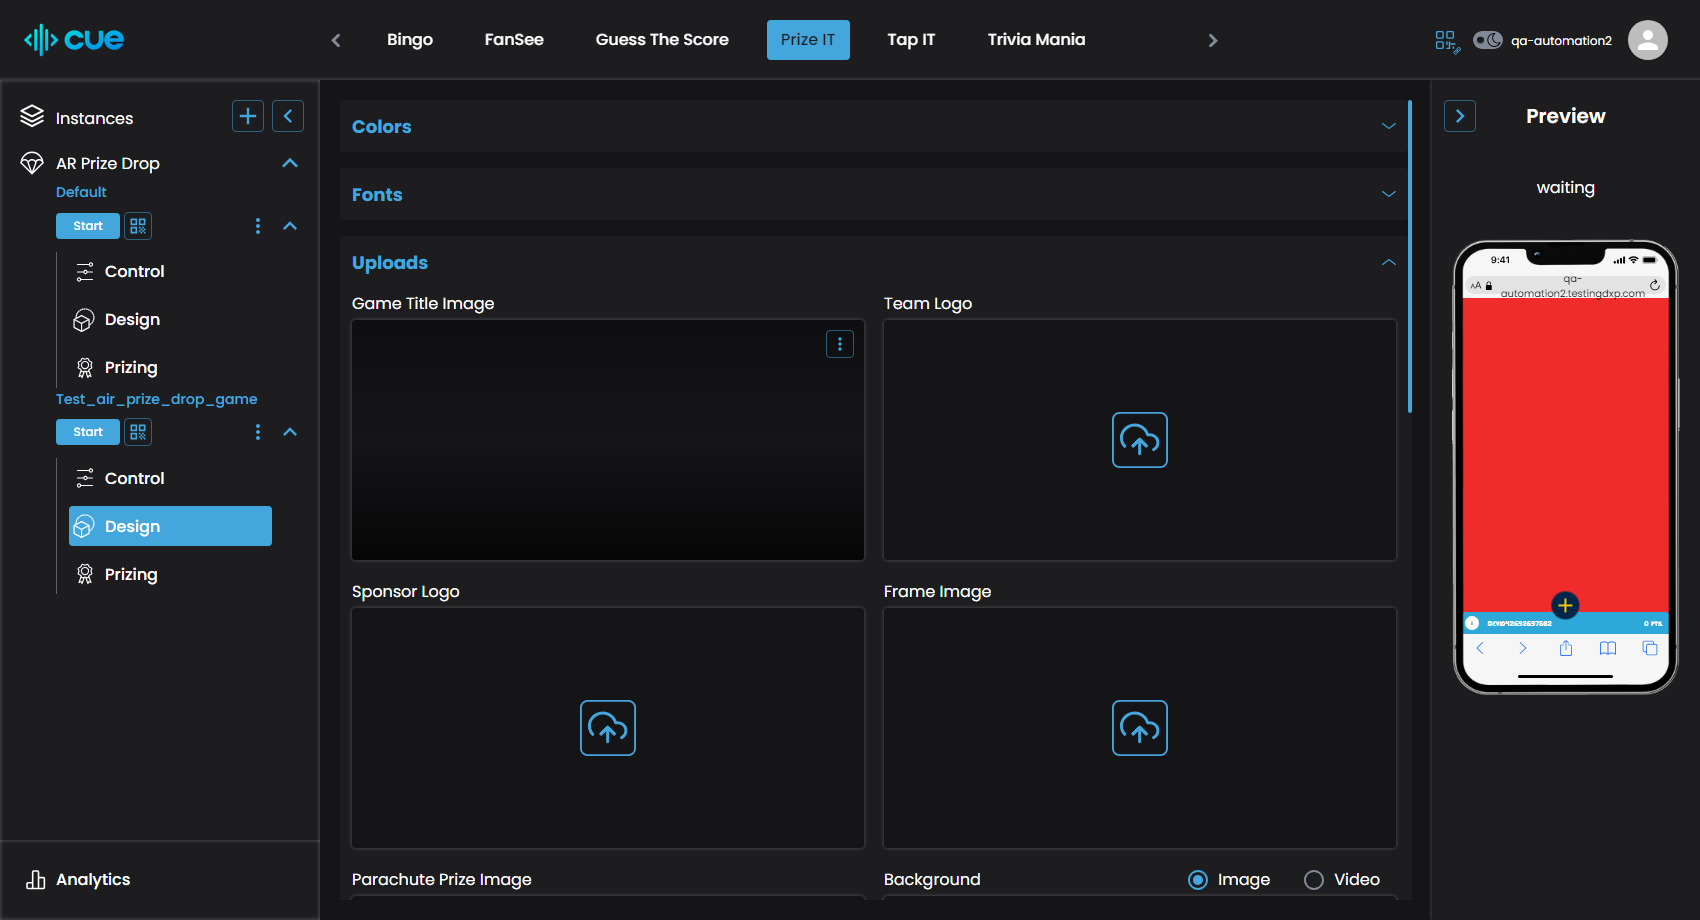 cue
Bingo
FanSee
Guess The Score
Prize IT
Tap IT
Trivia Mania
qa-automation2
Instances
AR Prize Drop
Default
Start
Control
Design
Prizing
Test_air_prize_drop_game
Start
Control
Design
Prizing
Analytics
Colors
Fonts
Uploads
Game Title Image
Team Logo
Sponsor Logo
Frame Image
Parachute Prize Image
Background
Image
Video
Preview
waiting
9:41
AA
qa-
automation2.testingdxp.com
0 PTS.